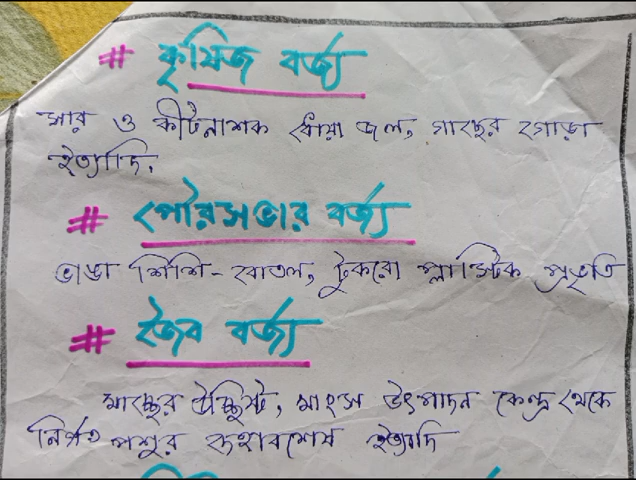 # কৃষিজ বর্জ্য
সার ও কীটনাশক ধোয়া জল, গাছের গোড়া
ইত্যাদি,
# পৌরসভার বর্জ্য
ভাঙা শিশি-বোতল, টুকরো প্লাস্টিক প্রভৃতি
# জৈব বর্জ্য
মাছের উচ্ছিষ্ট, মাংস উৎপাদন কেন্দ্র থেকে
নির্গত পশুর দেহাবশেষ ইত্যাদি